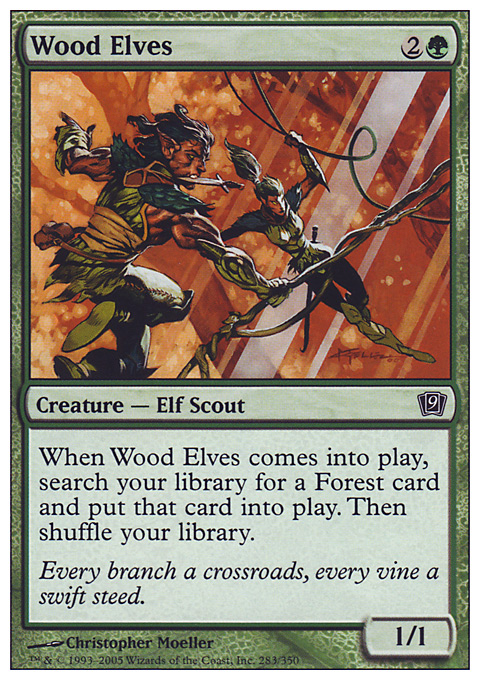 Wood Elves 2
Creature — Elf Scout 9
When Wood Elves comes into play,
search your library for a Forest card
and put that card into play. Then
shuffle your library.
Every branch a crossroads, every vine a
swift steed.
Christopher Moeller
1/1
™ & © 1993–2005 Wizards of the Coast, Inc. 283/350